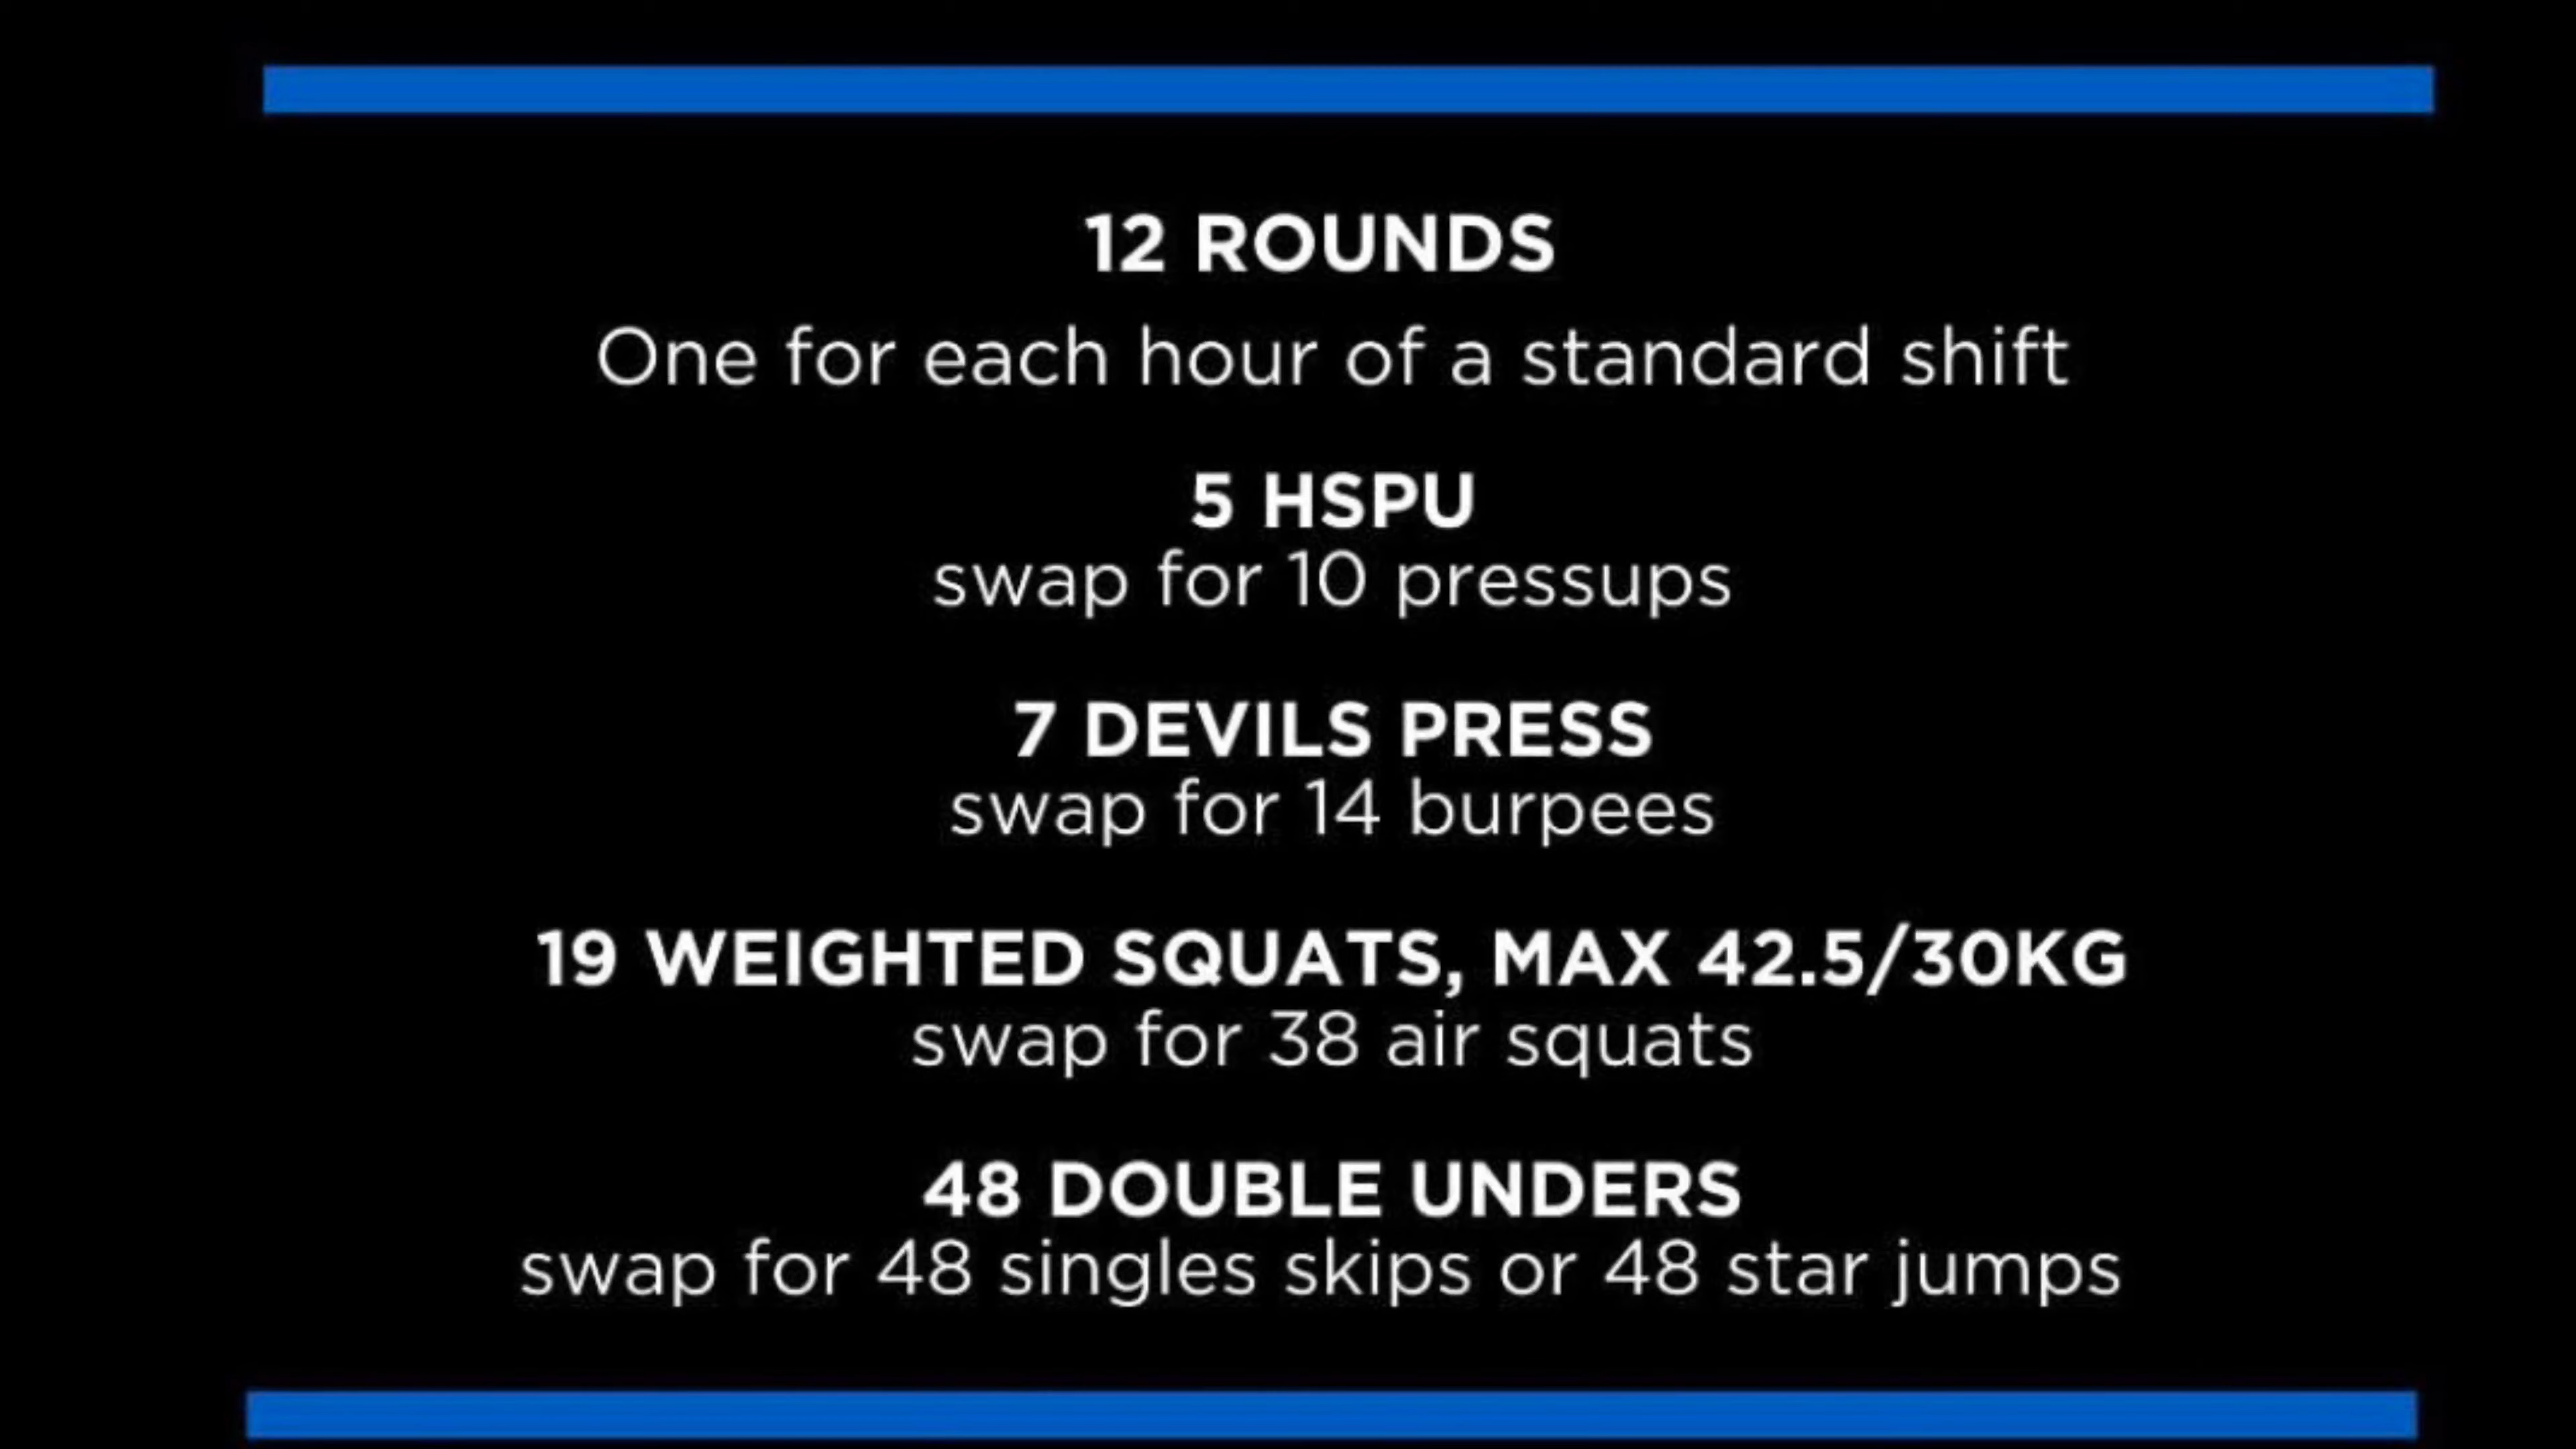 12 ROUNDS
One for each hour of a standard shift
5 HSPU
swap for 10 pressups
7 DEVILS PRESS
swap for 14 burpees
19 WEIGHTED SQUATS, MAX 42.5/30KG
swap for 38 air squats
48 DOUBLE UNDERS
swap for 48 singles skips or 48 star jumps